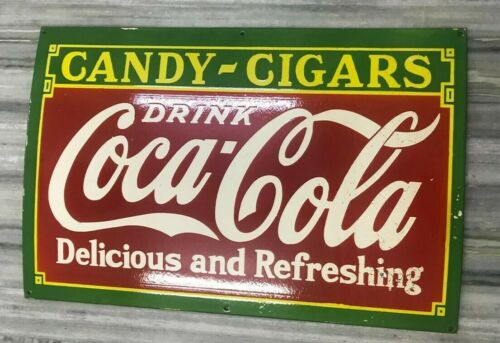 CANDY-CIGARS
DRINK
Coca-Cola
Delicious and Refreshing